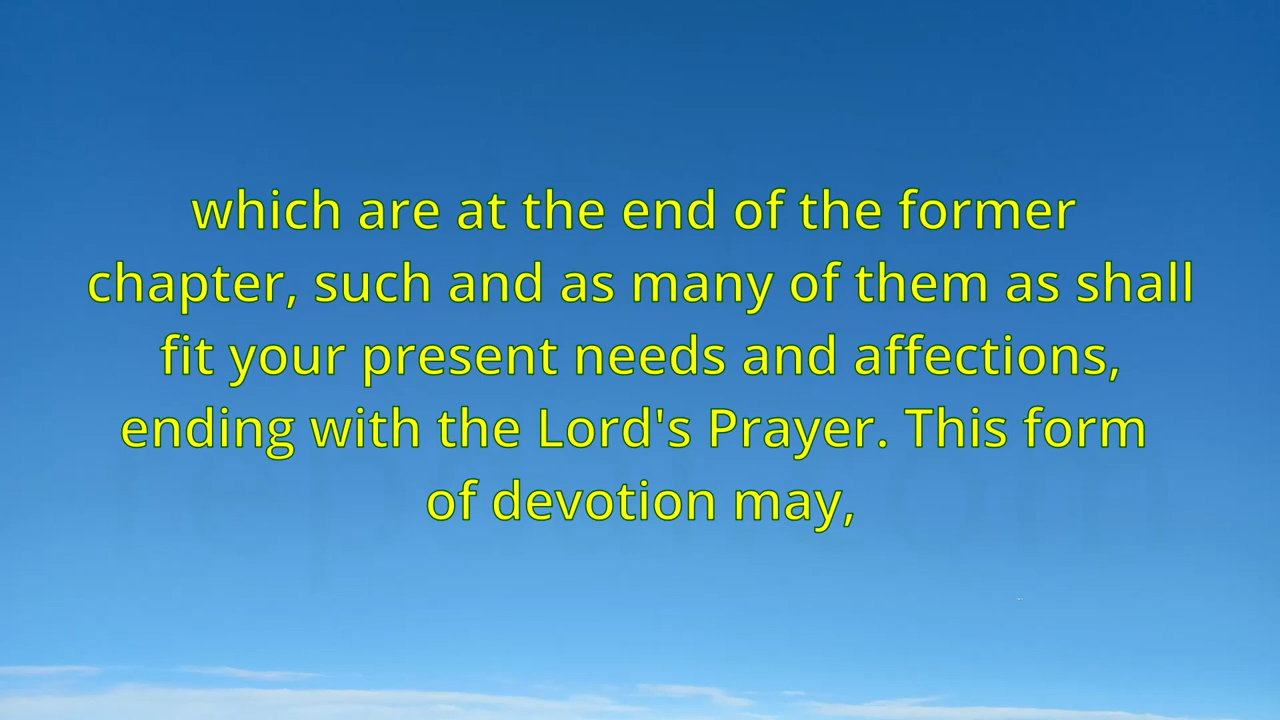 which are at the end of the former
chapter, such and as many of them as shall
fit your present needs and affections,
ending with the Lord's Prayer. This form
of devotion may,